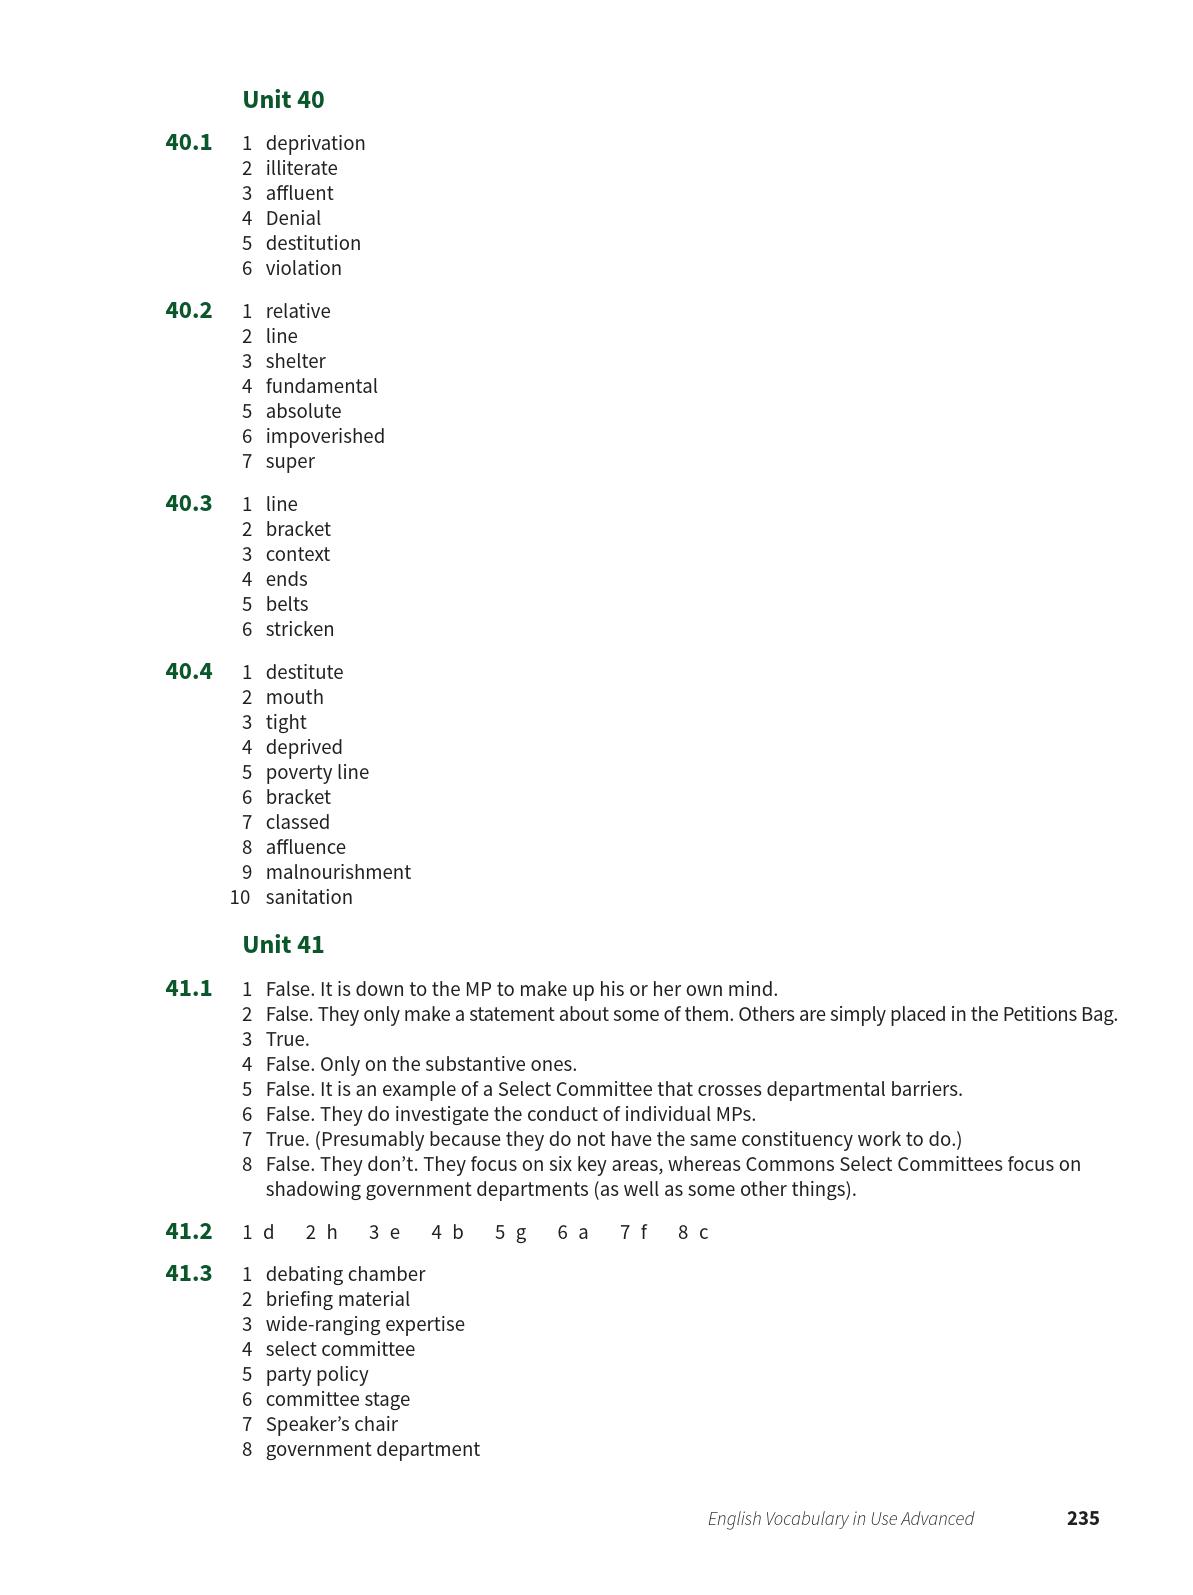 Unit 40
40.1 1 deprivation
2 illiterate
3 affluent
4 Denial
5 destitution
6 violation
40.2 1 relative
2 line
3 shelter
4 fundamental
5 absolute
6 impoverished
7 super
40.3 1 line
2 bracket
3 context
4 ends
5 belts
6 stricken
40.4 1 destitute
2 mouth
3 tight
4 deprived
5 poverty line
6 bracket
7 classed
8 affluence
9 malnourishment
10 sanitation
Unit 41
41.1 1 False. It is down to the MP to make up his or her own mind.
2 False. They only make a statement about some of them. Others are simply placed in the Petitions Bag.
3 True.
4 False. Only on the substantive ones.
5 False. It is an example of a Select Committee that crosses departmental barriers.
6 False. They do investigate the conduct of individual MPs.
7 True. (Presumably because they do not have the same constituency work to do.)
8 False. They don’t. They focus on six key areas, whereas Commons Select Committees focus on
shadowing government departments (as well as some other things).
41.2 1 d 2 h 3 e 4 b 5 g 6 a 7 f 8 c
41.3 1 debating chamber
2 briefing material
3 wide-ranging expertise
4 select committee
5 party policy
6 committee stage
7 Speaker’s chair
8 government department
English Vocabulary in Use Advanced 235